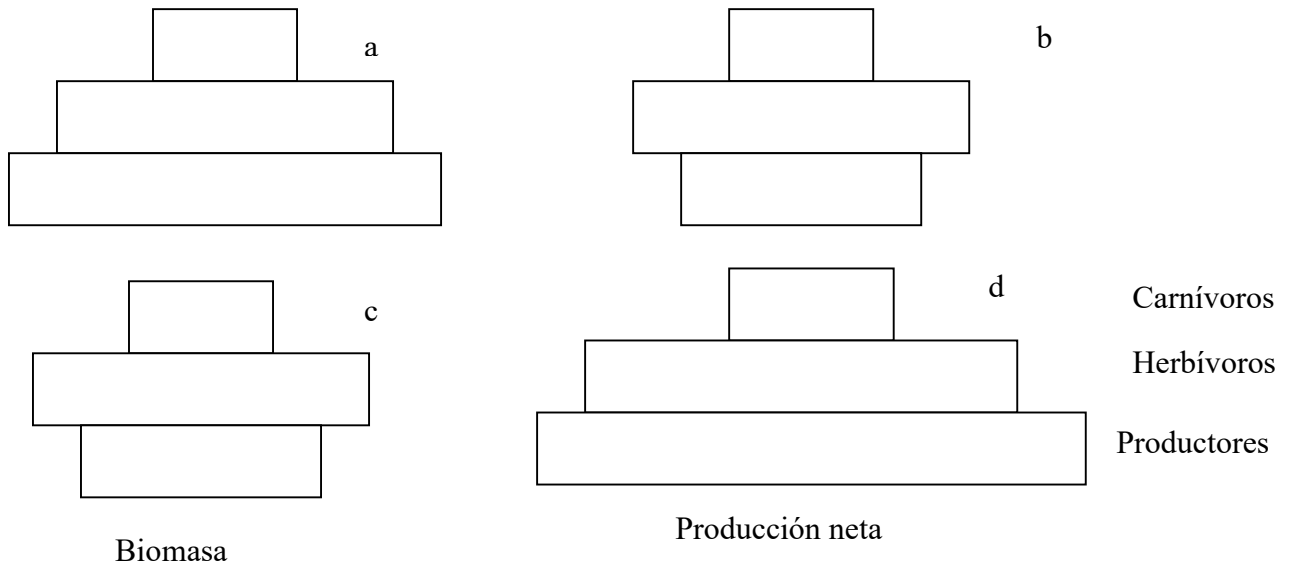 a
b
c
d
Carnívoros
Herbívoros
Productores
Biomasa
Producción neta